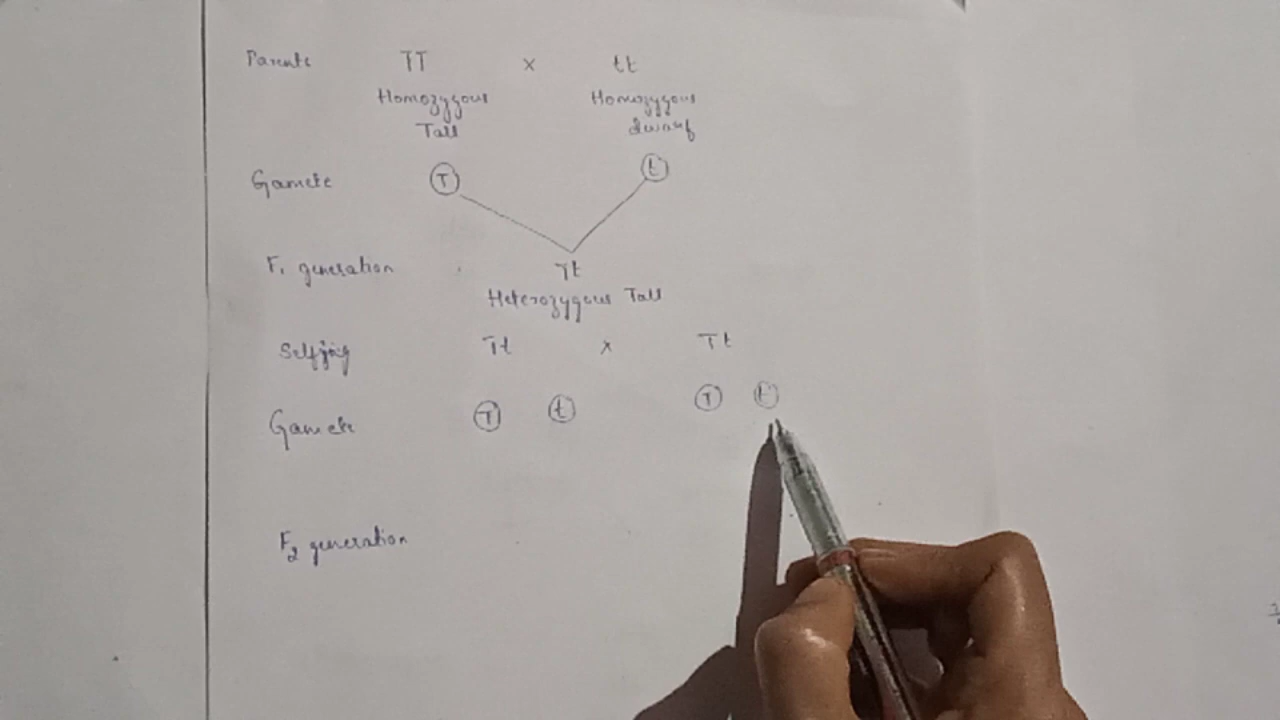 Parents TT x tt
Homozygous Homozygous
Tall dwarf
Gamete T t
F1 generation Tt
Heterozygous Tall
Selfing Tt x Tt
Gamete T t T t
F2 generation